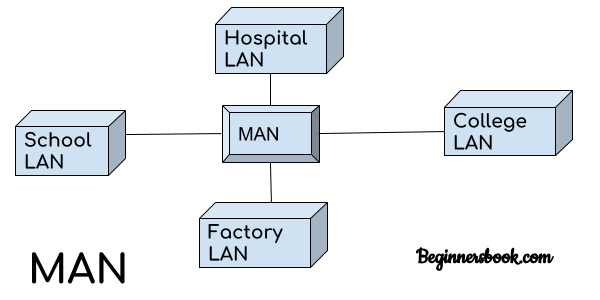 Hospital
LAN
School
LAN
MAN
College
LAN
Factory
LAN
MAN
Beginnersbook.com